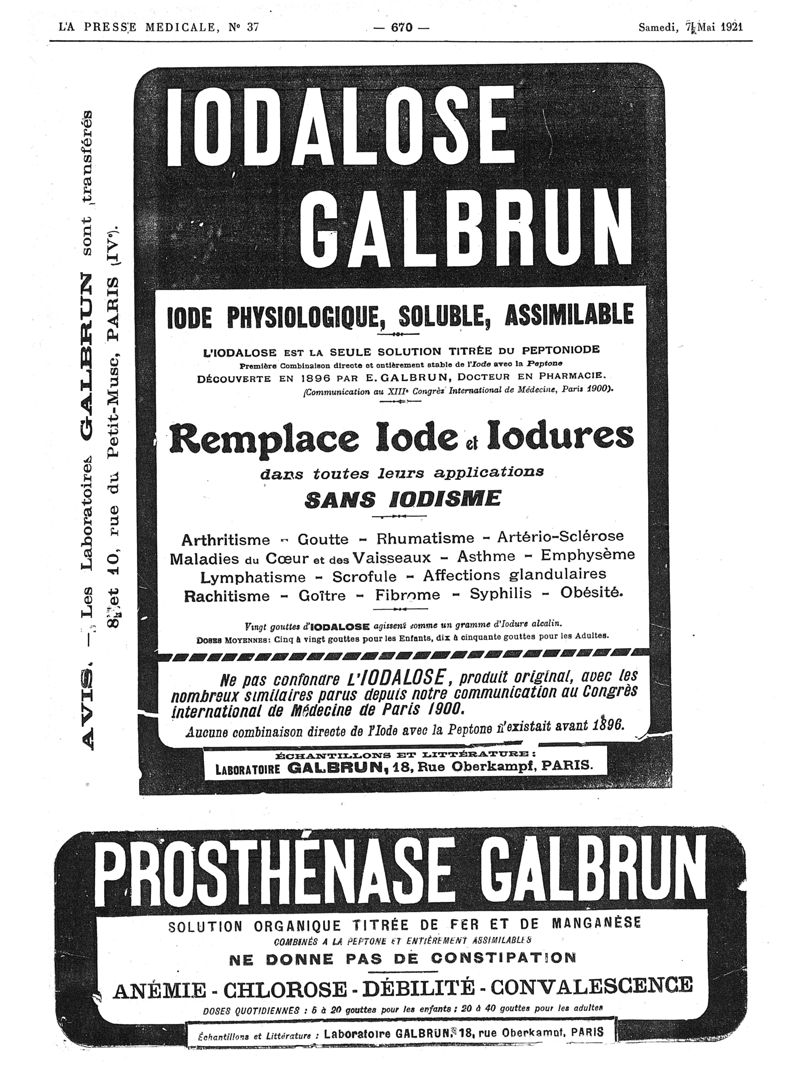 LA PRESSE MEDICALE, N° 37
— 670 —
Samedi, 7 Mai 1921
AVIS. — Les Laboratoires GALBRUN sont transférés
8 et 10, rue du Petit-Musc, PARIS (IVe).
IODALOSE
GALBRUN
IODE PHYSIOLOGIQUE, SOLUBLE, ASSIMILABLE
L'IODALOSE EST LA SEULE SOLUTION TITRÉE DU PEPTONIODE
Première Combinaison directe et entièrement stable de l'Iode avec la Peptone
DÉCOUVERTE EN 1896 PAR E. GALBRUN, DOCTEUR EN PHARMACIE.
(Communication au XIIIe Congrès International de Médecine, Paris 1900).
Remplace Iode et Iodures
dans toutes leurs applications
SANS IODISME
Arthritisme - Goutte - Rhumatisme - Artério-Sclérose
Maladies du Cœur et des Vaisseaux - Asthme - Emphysème
Lymphatisme - Scrofule - Affections glandulaires
Rachitisme - Goître - Fibrome - Syphilis - Obésité.
Vingt gouttes d'IODALOSE agissent comme un gramme d'Iodure alcalin.
DOSES MOYENNES: Cinq à vingt gouttes pour les Enfants, dix à cinquante gouttes pour les Adultes.
Ne pas confondre L'IODALOSE, produit original, avec les
nombreux similaires parus depuis notre communication au Congrès
International de Médecine de Paris 1900.
Aucune combinaison directe de l'Iode avec la Peptone n'existait avant 1896.
ÉCHANTILLONS ET LITTÉRATURE:
LABORATOIRE GALBRUN, 18, Rue Oberkampf, PARIS.
PROSTHÉNASE GALBRUN
SOLUTION ORGANIQUE TITRÉE DE FER ET DE MANGANÈSE
COMBINÉS A LA PEPTONE ET ENTIÈREMENT ASSIMILABLES
NE DONNE PAS DE CONSTIPATION
ANÉMIE - CHLOROSE - DÉBILITÉ - CONVALESCENCE
DOSES QUOTIDIENNES : 5 à 20 gouttes pour les enfants ; 20 à 40 gouttes pour les adultes
Échantillons et Littérature : Laboratoire GALBRUN, 18, rue Oberkampf, PARIS